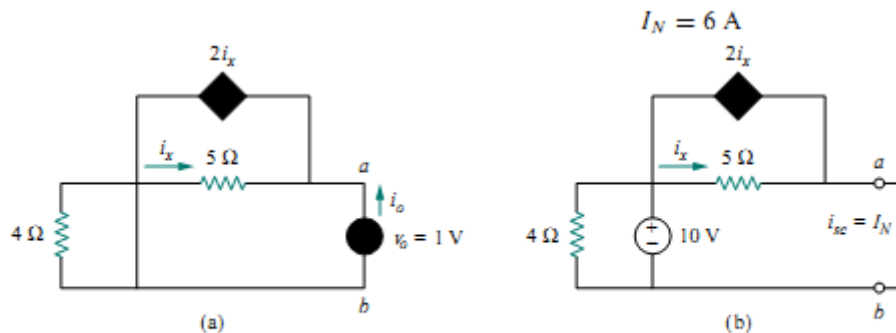 I_N = 6 A
2i_x
i_x
5 Ω
a
i_o
4 Ω
v_o = 1 V
b
(a)
2i_x
i_x
5 Ω
a
4 Ω
+
−
10 V
i_sc = I_N
b
(b)